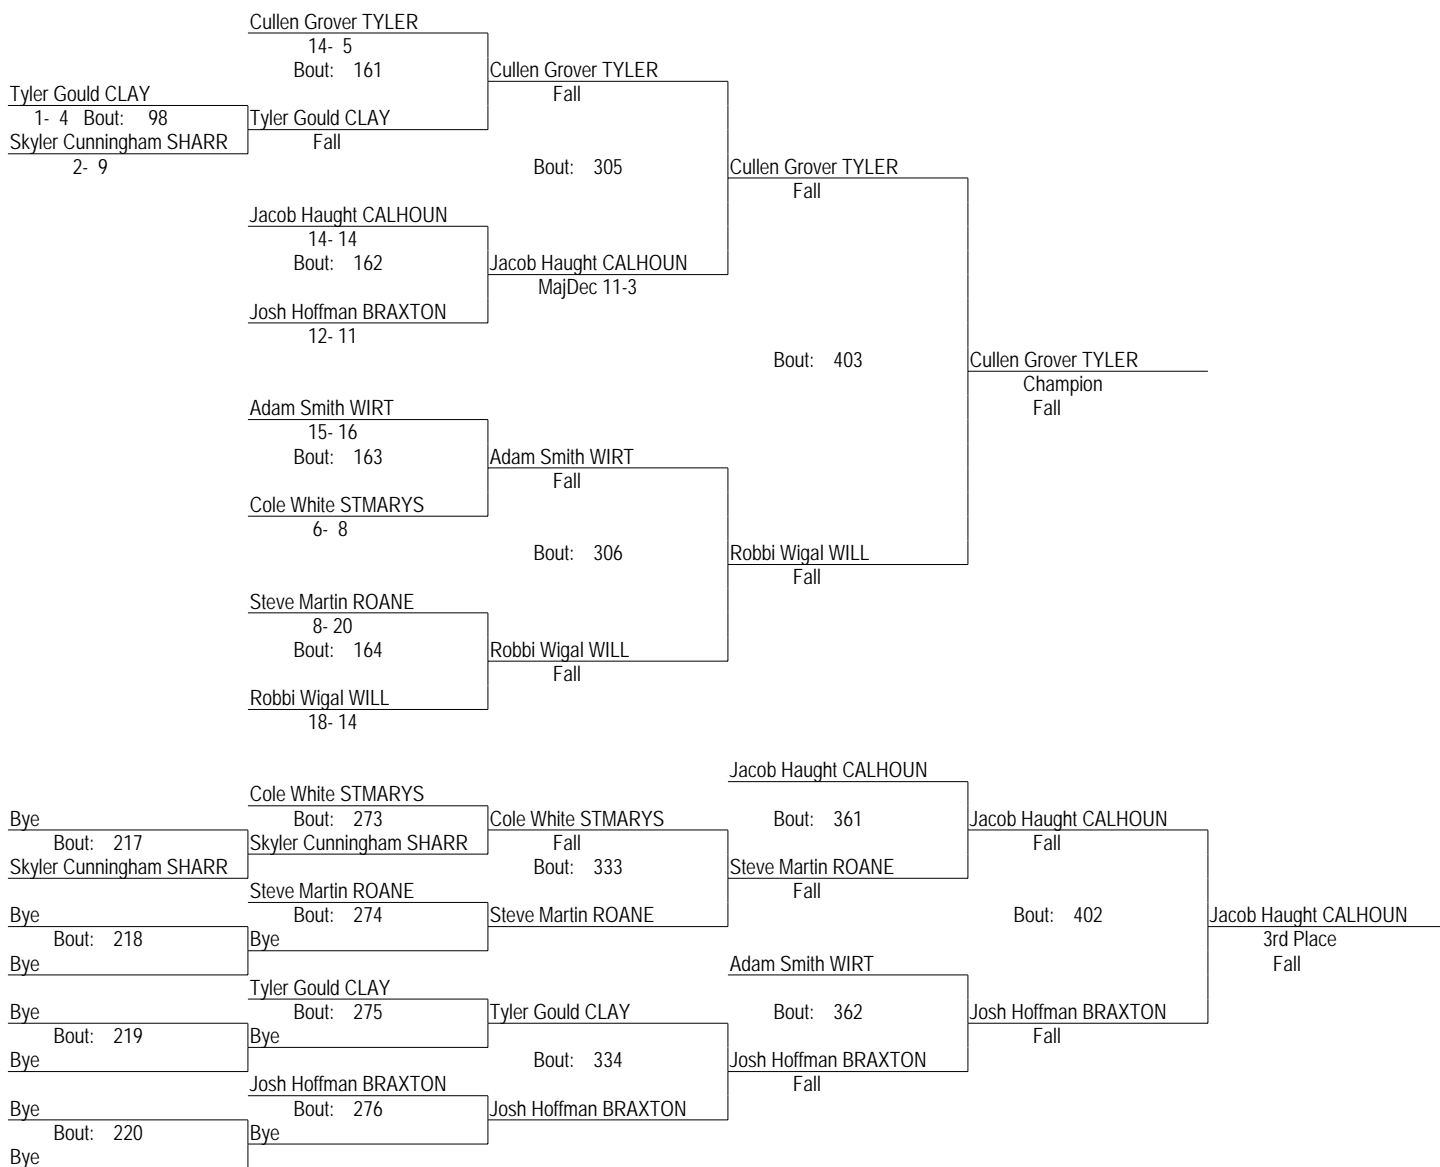 Cullen Grover TYLER
14- 5
Bout: 161
Cullen Grover TYLER
Fall
Tyler Gould CLAY
1- 4 Bout: 98
Tyler Gould CLAY
Fall
Skyler Cunningham SHARR
2- 9
Bout: 305
Cullen Grover TYLER
Fall
Jacob Haught CALHOUN
14- 14
Bout: 162
Jacob Haught CALHOUN
MajDec 11-3
Josh Hoffman BRAXTON
12- 11
Bout: 403
Cullen Grover TYLER
Champion
Fall
Adam Smith WIRT
15- 16
Bout: 163
Adam Smith WIRT
Fall
Cole White STMARYS
6- 8
Bout: 306
Robbi Wigal WILL
Fall
Steve Martin ROANE
8- 20
Bout: 164
Robbi Wigal WILL
Fall
Robbi Wigal WILL
18- 14
Jacob Haught CALHOUN
Cole White STMARYS
Bye
Bout: 273
Cole White STMARYS
Bout: 361
Jacob Haught CALHOUN
Bout: 217
Skyler Cunningham SHARR
Fall
Fall
Skyler Cunningham SHARR
Bout: 333
Steve Martin ROANE
Steve Martin ROANE
Fall
Bye
Bout: 274
Steve Martin ROANE
Bout: 402
Jacob Haught CALHOUN
Bout: 218
Bye
3rd Place
Bye
Adam Smith WIRT
Fall
Tyler Gould CLAY
Bye
Bout: 275
Tyler Gould CLAY
Bout: 362
Josh Hoffman BRAXTON
Bout: 219
Bye
Fall
Bye
Bout: 334
Josh Hoffman BRAXTON
Josh Hoffman BRAXTON
Fall
Bye
Bout: 276
Josh Hoffman BRAXTON
Bout: 220
Bye
Bye